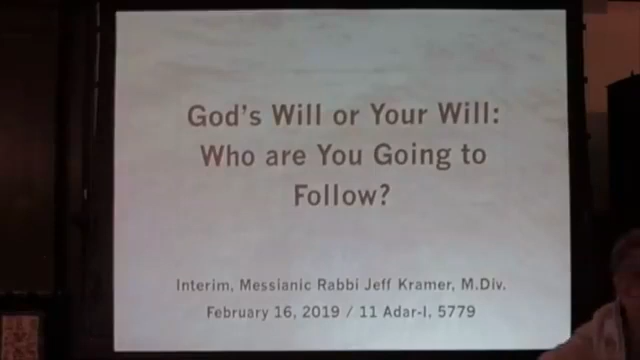 God's Will or Your Will:
Who are You Going to
Follow?
Interim, Messianic Rabbi Jeff Kramer, M.Div.
February 16, 2019 / 11 Adar-I, 5779